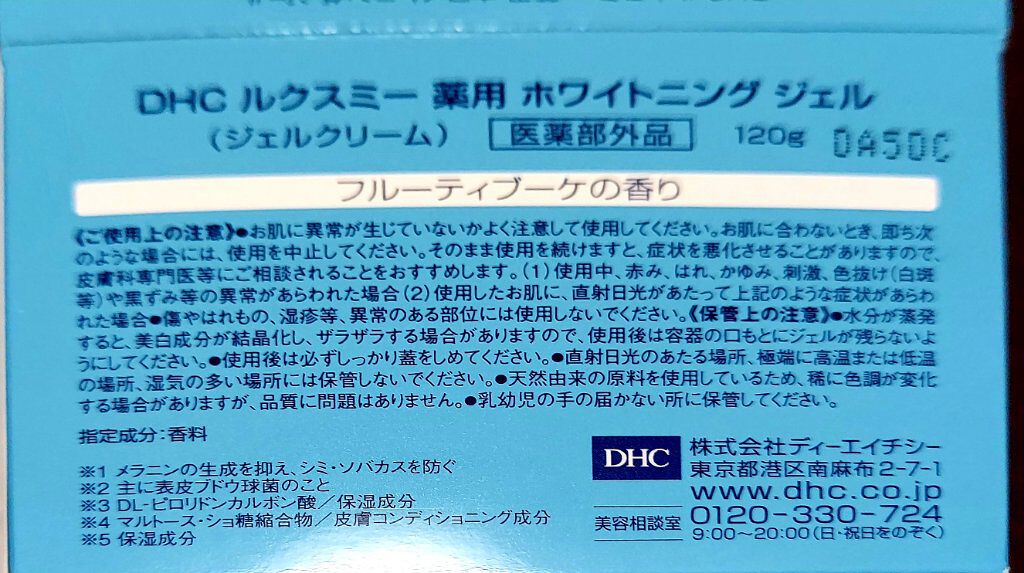 DHC ルクスミー 薬用 ホワイトニング ジェル
（ジェルクリーム） 医薬部外品 120g 0A50C
フルーティブーケの香り
《ご使用上の注意》●お肌に異常が生じていないかよく注意して使用してください。お肌に合わないとき、即ち次
のような場合には、使用を中止してください。そのまま使用を続けますと、症状を悪化させることがありますので、
皮膚科専門医等にご相談されることをおすすめします。（1）使用中、赤み、はれ、かゆみ、刺激、色抜け（白斑
等）や黒ずみ等の異常があらわれた場合（2）使用したお肌に、直射日光があたって上記のような症状があらわ
れた場合●傷やはれもの、湿疹等、異常のある部位には使用しないでください。《保管上の注意》●水分が蒸発
すると、美白成分が結晶化し、ザラザラする場合がありますので、使用後は容器の口もとにジェルが残らないよ
うにしてください。●使用後は必ずしっかり蓋をしめてください。●直射日光のあたる場所、極端に高温または低温
の場所、湿気の多い場所には保管しないでください。●天然由来の原料を使用しているため、稀に色調が変化
する場合がありますが、品質に問題はありません。●乳幼児の手の届かない所に保管してください。
指定成分：香料
※1 メラニンの生成を抑え、シミ・ソバカスを防ぐ
※2 主に表皮ブドウ球菌のこと
※3 DL-ピロリドンカルボン酸／保湿成分
※4 マルトース・ショ糖縮合物／皮膚コンディショニング成分
※5 保湿成分
DHC 株式会社ディーエイチシー
東京都港区南麻布2-7-1
www.dhc.co.jp
美容相談室 0120-330-724
9:00〜20:00（日・祝日をのぞく）